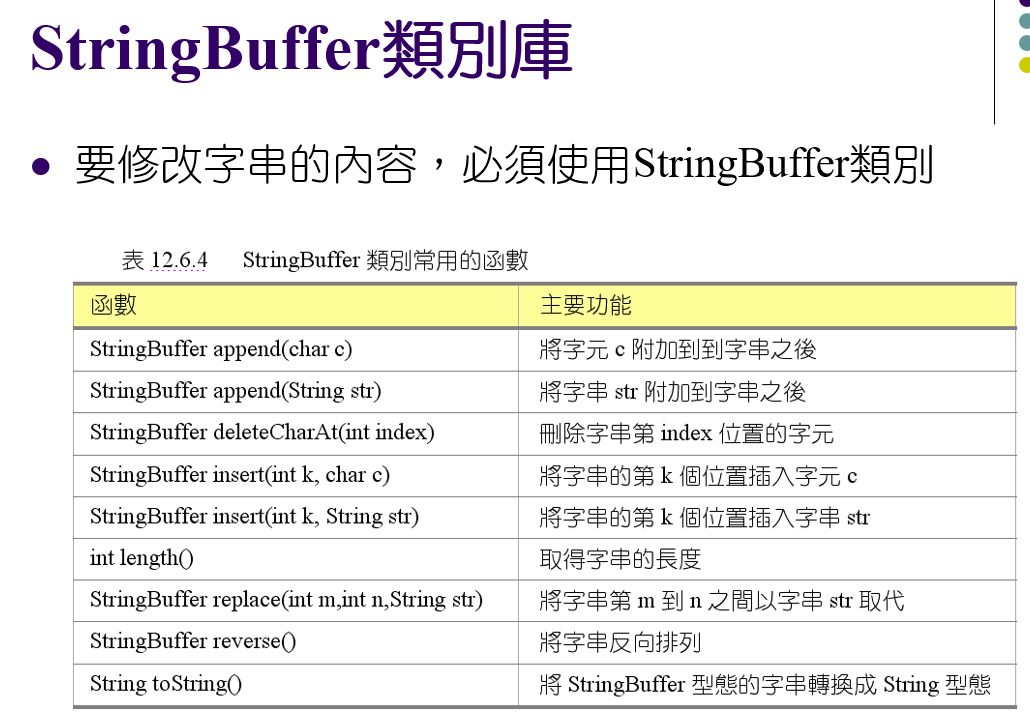 StringBuffer類別庫
● 要修改字串的內容，必須使用StringBuffer類別
表 12.6.4 StringBuffer 類別常用的函數
函數 主要功能
StringBuffer append(char c) 將字元 c 附加到到字串之後
StringBuffer append(String str) 將字串 str 附加到字串之後
StringBuffer deleteCharAt(int index) 刪除字串第 index 位置的字元
StringBuffer insert(int k, char c) 將字串的第 k 個位置插入字元 c
StringBuffer insert(int k, String str) 將字串的第 k 個位置插入字串 str
int length() 取得字串的長度
StringBuffer replace(int m,int n,String str) 將字串第 m 到 n 之間以字串 str 取代
StringBuffer reverse() 將字串反向排列
String toString() 將 StringBuffer 型態的字串轉換成 String 型態